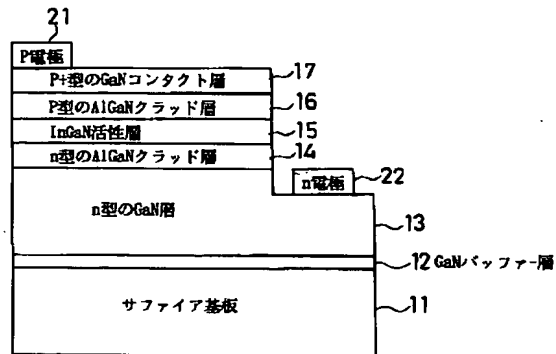 21
P電極
P+型のGaNコンタクト層
17
P型のAlGaNクラッド層
16
InGaN活性層
15
n型のAlGaNクラッド層
14
n電極
22
n型のGaN層
13
12 GaNバッファー層
サファイア基板
11